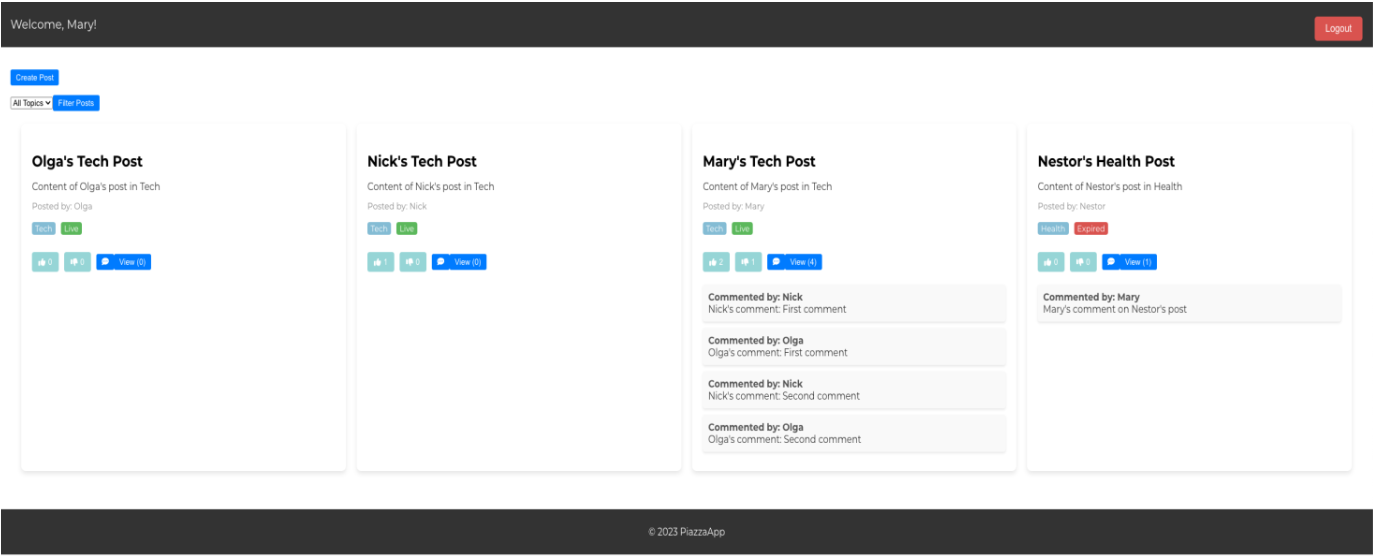 Welcome, Mary!
Logout
Create Post
All Topics Filter Posts
Olga's Tech Post
Content of Olga's post in Tech
Posted by: Olga
Tech Live
0 0 View (0)
Nick's Tech Post
Content of Nick's post in Tech
Posted by: Nick
Tech Live
1 0 View (0)
Mary's Tech Post
Content of Mary's post in Tech
Posted by: Mary
Tech Live
2 1 View (4)
Commented by: Nick
Nick's comment: First comment
Commented by: Olga
Olga's comment: First comment
Commented by: Nick
Nick's comment: Second comment
Commented by: Olga
Olga's comment: Second comment
Nestor's Health Post
Content of Nestor's post in Health
Posted by: Nestor
Health Expired
0 0 View (1)
Commented by: Mary
Mary's comment on Nestor's post
© 2023 PiazzaApp